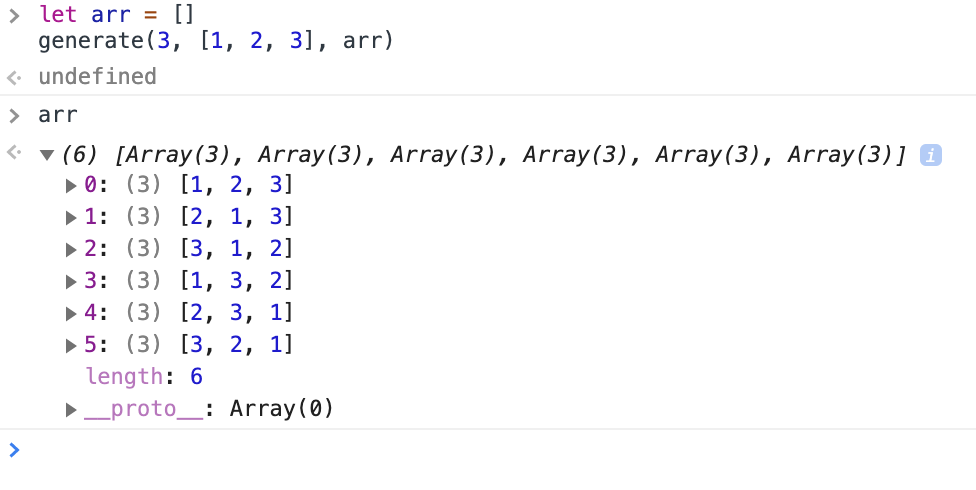 > let arr = []
generate(3, [1, 2, 3], arr)
undefined
> arr
(6) [Array(3), Array(3), Array(3), Array(3), Array(3), Array(3)] i
0: (3) [1, 2, 3]
1: (3) [2, 1, 3]
2: (3) [3, 1, 2]
3: (3) [1, 3, 2]
4: (3) [2, 3, 1]
5: (3) [3, 2, 1]
length: 6
__proto__: Array(0)
>